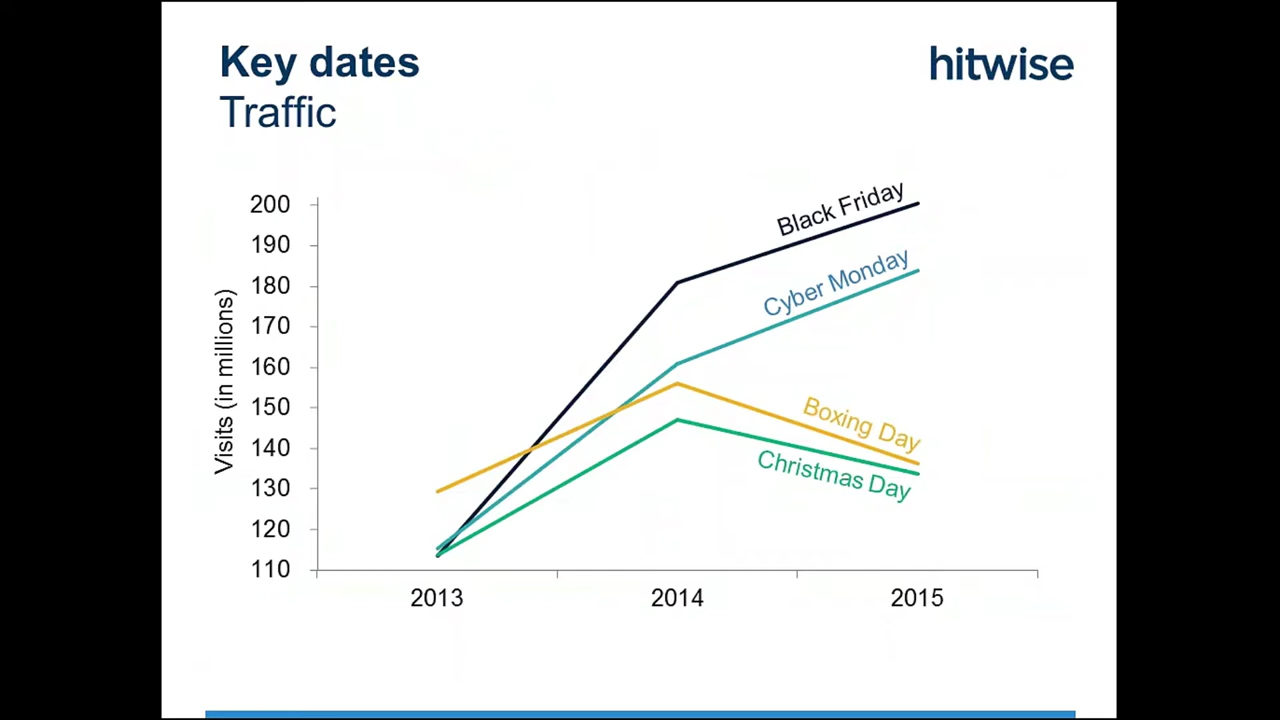 Key dates
hitwise
Traffic
200
190
180
170
160
150
140
130
120
110
Visits (in millions)
Black Friday
Cyber Monday
Boxing Day
Christmas Day
2013
2014
2015